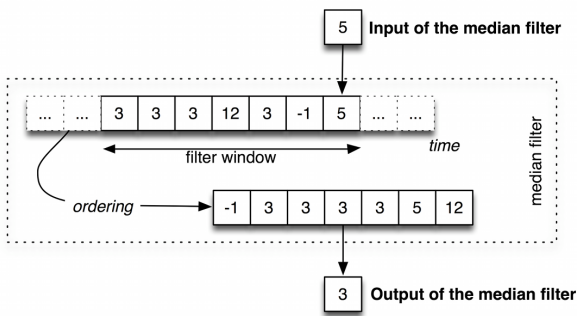 5 Input of the median filter
... ... 3 3 3 12 3 -1 5 ... ...
time
filter window
median filter
ordering
-1 3 3 3 3 5 12
3 Output of the median filter